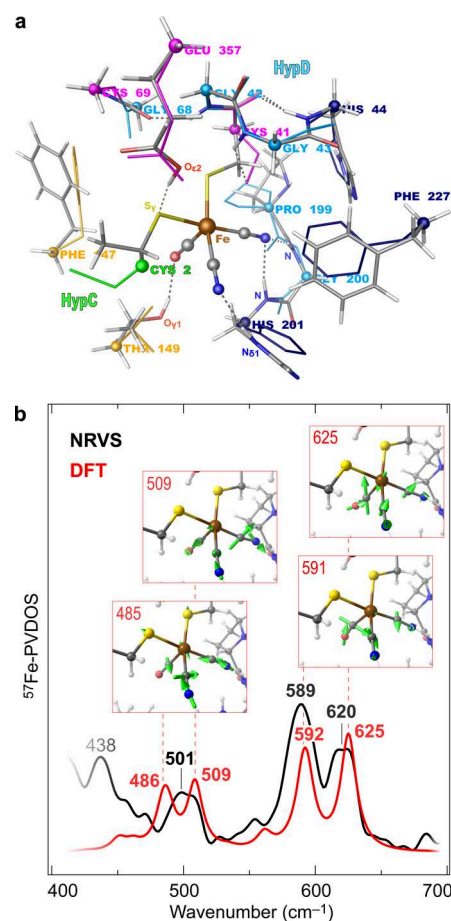 a
GLU 357
HypD
CYS 69
GLY 68
GLY 42
HIS 44
CYS 41
GLY 43
Oε2
PHE 227
PRO 199
Sγ
Fe
N
PHE 147
CYS 2
GLY 200
HypC
N
Oγ1
HIS 201
THR 149
Nδ1
b
NRVS
DFT
625
509
591
485
589
620
438
501
592
625
486
509
57Fe-PVDOS
400
500
600
700
Wavenumber (cm⁻¹)